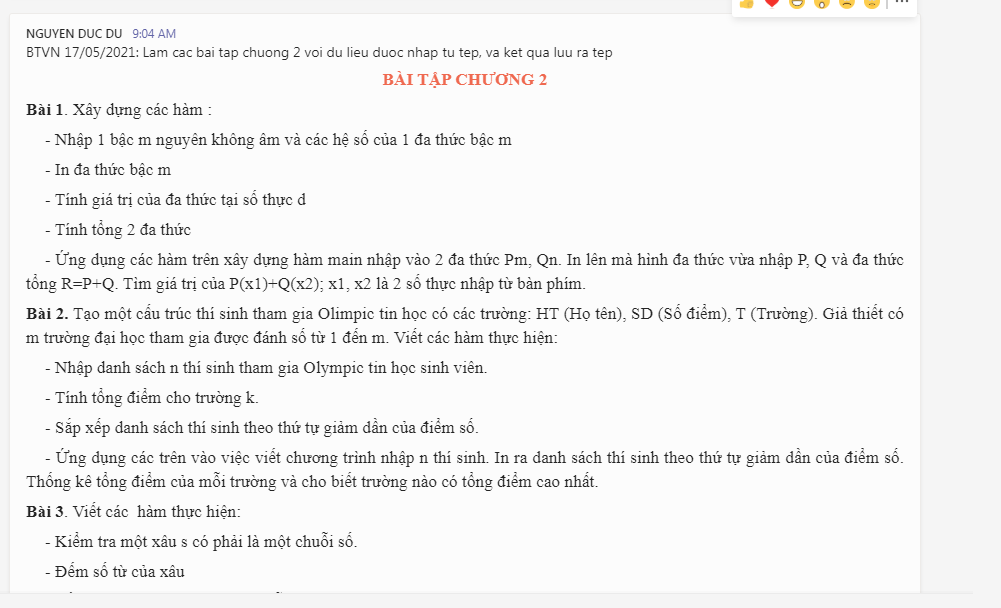 NGUYEN DUC DU 9:04 AM
BTVN 17/05/2021: Lam cac bai tap chuong 2 voi du lieu duoc nhap tu tep, va ket qua luu ra tep
BÀI TẬP CHƯƠNG 2
Bài 1. Xây dựng các hàm :
- Nhập 1 bậc m nguyên không âm và các hệ số của 1 đa thức bậc m
- In đa thức bậc m
- Tính giá trị của đa thức tại số thực d
- Tính tổng 2 đa thức
- Ứng dụng các hàm trên xây dựng hàm main nhập vào 2 đa thức Pm, Qn. In lên mà hình đa thức vừa nhập P, Q và đa thức
tổng R=P+Q. Tìm giá trị của P(x1)+Q(x2); x1, x2 là 2 số thực nhập từ bàn phím.
Bài 2. Tạo một cấu trúc thí sinh tham gia Olimpic tin học có các trường: HT (Họ tên), SD (Số điểm), T (Trường). Giả thiết có
m trường đại học tham gia được đánh số từ 1 đến m. Viết các hàm thực hiện:
- Nhập danh sách n thí sinh tham gia Olympic tin học sinh viên.
- Tính tổng điểm cho trường k.
- Sắp xếp danh sách thí sinh theo thứ tự giảm dần của điểm số.
- Ứng dụng các trên vào việc viết chương trình nhập n thí sinh. In ra danh sách thí sinh theo thứ tự giảm dần của điểm số.
Thống kê tổng điểm của mỗi trường và cho biết trường nào có tổng điểm cao nhất.
Bài 3. Viết các hàm thực hiện:
- Kiểm tra một xâu s có phải là một chuỗi số.
- Đếm số từ của xâu